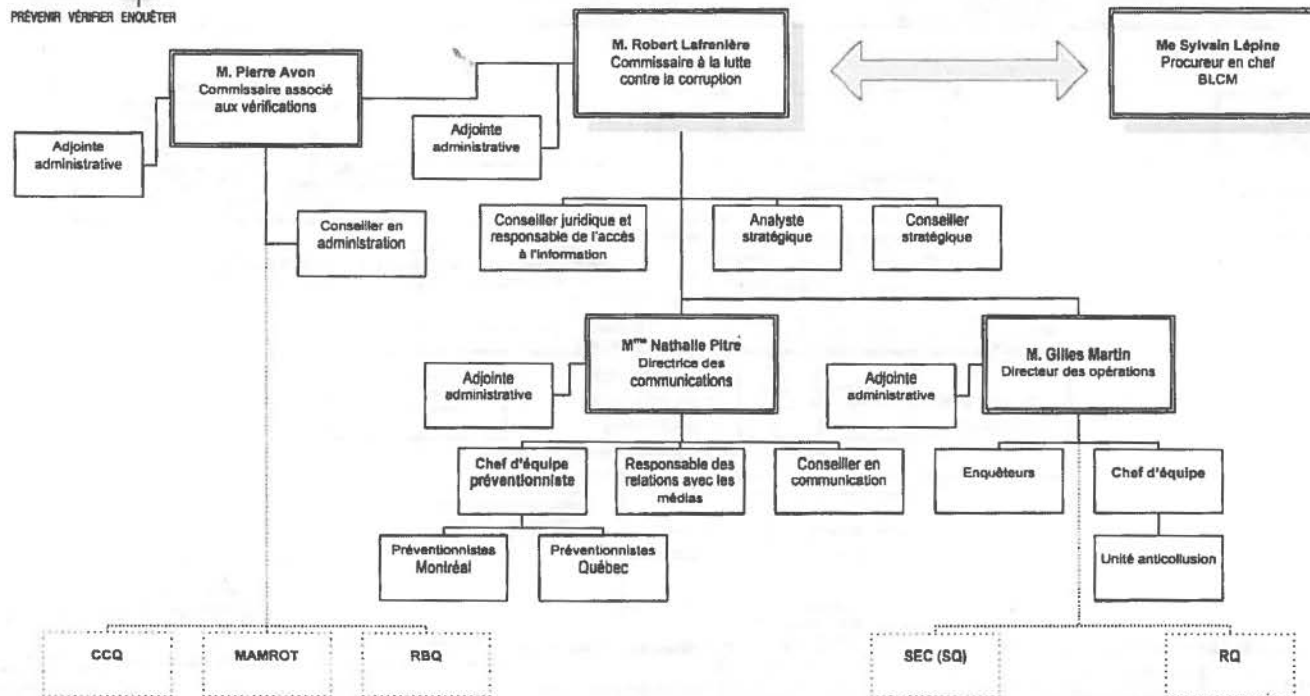 PRÉVENIR VÉRIFIER ENQUÊTER
M. Pierre Avon
Commissaire associé
aux vérifications
M. Robert Lafrenière
Commissaire à la lutte
contre la corruption
Me Sylvain Lépine
Procureur en chef
BLCM
Adjointe
administrative
Adjointe
administrative
Conseiller en
administration
Conseiller juridique et
responsable de l'accès
à l'information
Analyste
stratégique
Conseiller
stratégique
Mme Nathalie Pitre
Directrice des
communications
M. Gilles Martin
Directeur des opérations
Adjointe
administrative
Adjointe
administrative
Chef d'équipe
préventionniste
Responsable des
relations avec les
médias
Conseiller en
communication
Enquêteurs
Chef d'équipe
Préventionnistes
Montréal
Préventionnistes
Québec
Unité anticollusion
CCQ
MAMROT
RBQ
SEC (SQ)
RQ